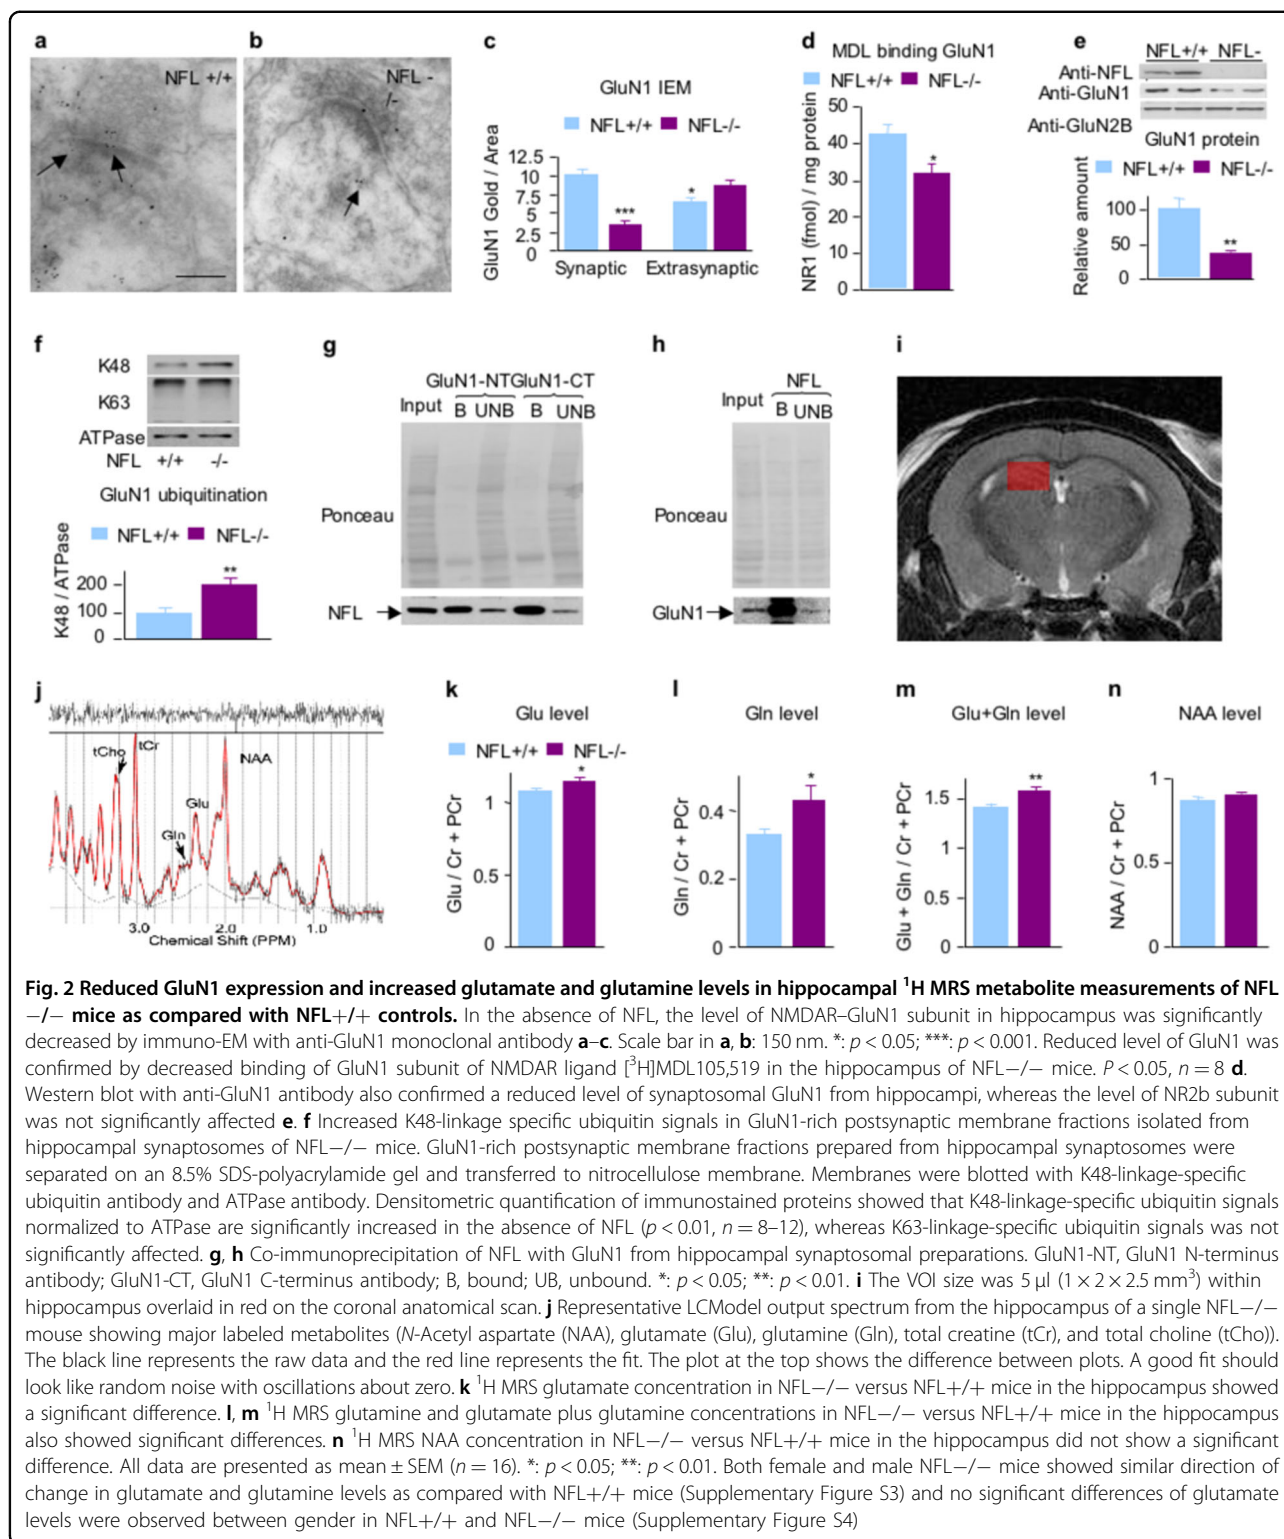 a
b
c
d
e
NFL +/+
NFL -
/-
GluN1 IEM
NFL+/+ NFL-/-
GluN1 Gold / Area
12.5
10
7.5
5
2.5
0
***
*
Synaptic Extrasynaptic
MDL binding GluN1
NFL+/+ NFL-/-
NR1 (fmol) / mg protein
50
40
30
20
10
0
*
NFL+/+ NFL-
Anti-NFL
Anti-GluN1
Anti-GluN2B
GluN1 protein
NFL+/+ NFL-/-
Relative amount
100
50
0
**
f
g
h
i
K48
K63
ATPase
NFL +/+ -/-
GluN1 ubiquitination
NFL+/+ NFL-/-
K48 / ATPase
200
100
0
**
GluN1-NTGluN1-CT
Input B UNB B UNB
Ponceau
NFL
NFL
Input B UNB
Ponceau
GluN1
j
k
l
m
n
tCho
tCr
NAA
Glu
Gln
3.0 2.0 1.0
Chemical Shift (PPM)
Glu level
NFL+/+ NFL-/-
Glu / Cr + PCr
1
0.5
0
*
Gln level
Gln / Cr + PCr
0.4
0.2
0
*
Glu+Gln level
Glu + Gln / Cr + PCr
1.5
1
0.5
0
**
NAA level
NAA / Cr + PCr
1
0.5
0
Fig. 2 Reduced GluN1 expression and increased glutamate and glutamine levels in hippocampal ¹H MRS metabolite measurements of NFL
−/− mice as compared with NFL+/+ controls. In the absence of NFL, the level of NMDAR–GluN1 subunit in hippocampus was significantly
decreased by immuno-EM with anti-GluN1 monoclonal antibody a–c. Scale bar in a, b: 150 nm. *: p < 0.05; ***: p < 0.001. Reduced level of GluN1 was
confirmed by decreased binding of GluN1 subunit of NMDAR ligand [³H]MDL105,519 in the hippocampus of NFL−/− mice. P < 0.05, n = 8 d.
Western blot with anti-GluN1 antibody also confirmed a reduced level of synaptosomal GluN1 from hippocampi, whereas the level of NR2b subunit
was not significantly affected e. f Increased K48-linkage specific ubiquitin signals in GluN1-rich postsynaptic membrane fractions isolated from
hippocampal synaptosomes of NFL−/− mice. GluN1-rich postsynaptic membrane fractions prepared from hippocampal synaptosomes were
separated on an 8.5% SDS-polyacrylamide gel and transferred to nitrocellulose membrane. Membranes were blotted with K48-linkage-specific
ubiquitin antibody and ATPase antibody. Densitometric quantification of immunostained proteins showed that K48-linkage-specific ubiquitin signals
normalized to ATPase are significantly increased in the absence of NFL (p < 0.01, n = 8–12), whereas K63-linkage-specific ubiquitin signals was not
significantly affected. g, h Co-immunoprecipitation of NFL with GluN1 from hippocampal synaptosomal preparations. GluN1-NT, GluN1 N-terminus
antibody; GluN1-CT, GluN1 C-terminus antibody; B, bound; UB, unbound. *: p < 0.05; **: p < 0.01. i The VOI size was 5 µl (1 × 2 × 2.5 mm³) within
hippocampus overlaid in red on the coronal anatomical scan. j Representative LCModel output spectrum from the hippocampus of a single NFL−/−
mouse showing major labeled metabolites (N-Acetyl aspartate (NAA), glutamate (Glu), glutamine (Gln), total creatine (tCr), and total choline (tCho)).
The black line represents the raw data and the red line represents the fit. The plot at the top shows the difference between plots. A good fit should
look like random noise with oscillations about zero. k ¹H MRS glutamate concentration in NFL−/− versus NFL+/+ mice in the hippocampus showed
a significant difference. l, m ¹H MRS glutamine and glutamate plus glutamine concentrations in NFL−/− versus NFL+/+ mice in the hippocampus
also showed significant differences. n ¹H MRS NAA concentration in NFL−/− versus NFL+/+ mice in the hippocampus did not show a significant
difference. All data are presented as mean ± SEM (n = 16). *: p < 0.05; **: p < 0.01. Both female and male NFL−/− mice showed similar direction of
change in glutamate and glutamine levels as compared with NFL+/+ mice (Supplementary Figure S3) and no significant differences of glutamate
levels were observed between gender in NFL+/+ and NFL−/− mice (Supplementary Figure S4)